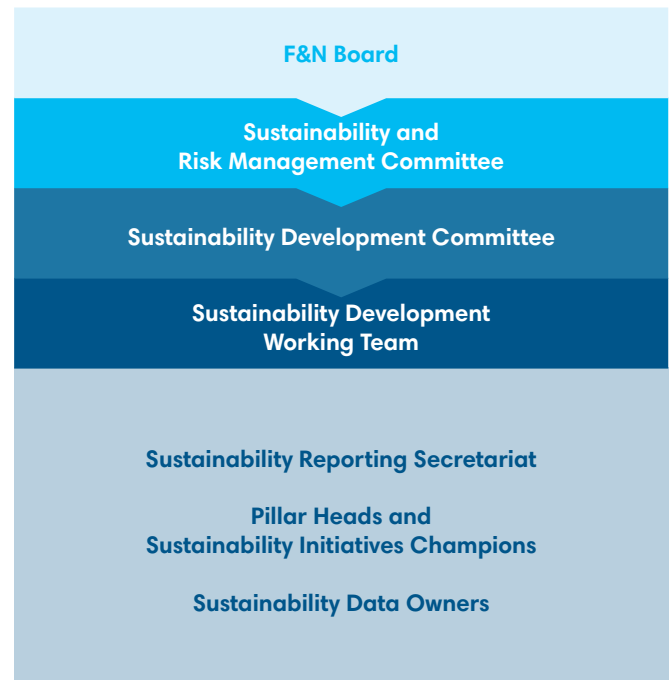 F&N Board
Sustainability and
Risk Management Committee
Sustainability Development Committee
Sustainability Development
Working Team
Sustainability Reporting Secretariat
Pillar Heads and
Sustainability Initiatives Champions
Sustainability Data Owners